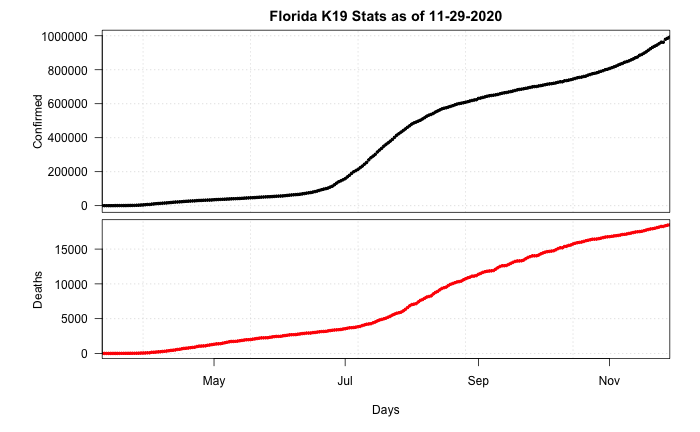 Florida K19 Stats as of 11-29-2020
1000000
800000
600000
400000
200000
0
Confirmed
15000
10000
5000
0
Deaths
May Jul Sep Nov
Days